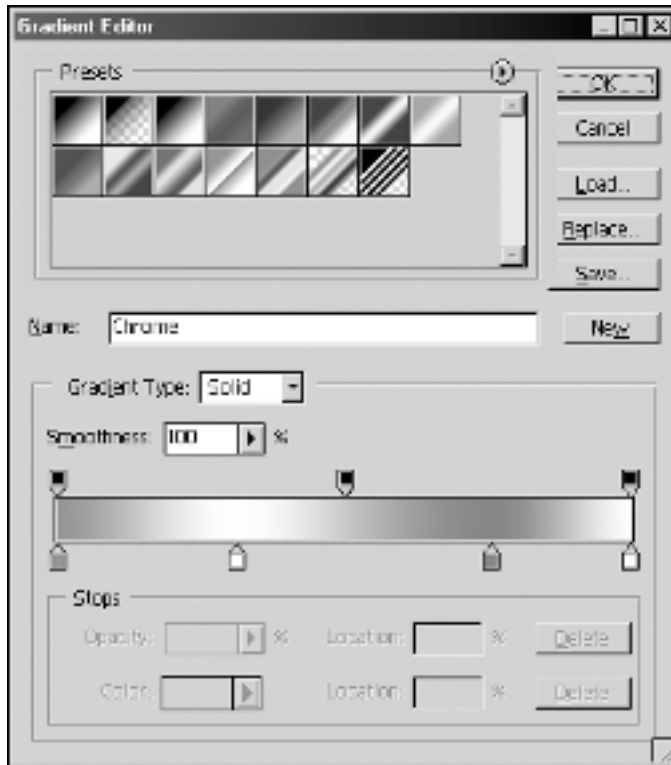 Gradient Editor
Presets
OK
Cancel
Load...
Replace...
Save...
Name: Chrome
New
Gradient Type: Solid
Smoothness: 100 %
Stops
Opacity: % Location: % Delete
Color: Location: % Delete